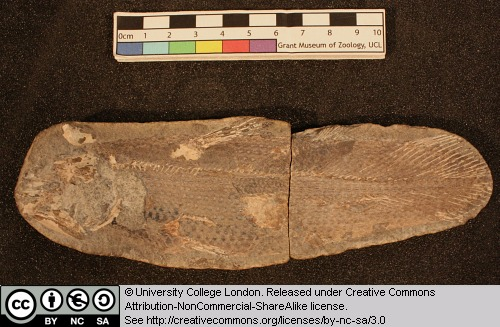 0cm 1 2 3 4 5 6 7 8 9 10
Grant Museum of Zoology, UCL
cc BY NC SA
© University College London. Released under Creative Commons
Attribution-NonCommercial-ShareAlike license.
See http://creativecommons.org/licenses/by-nc-sa/3.0